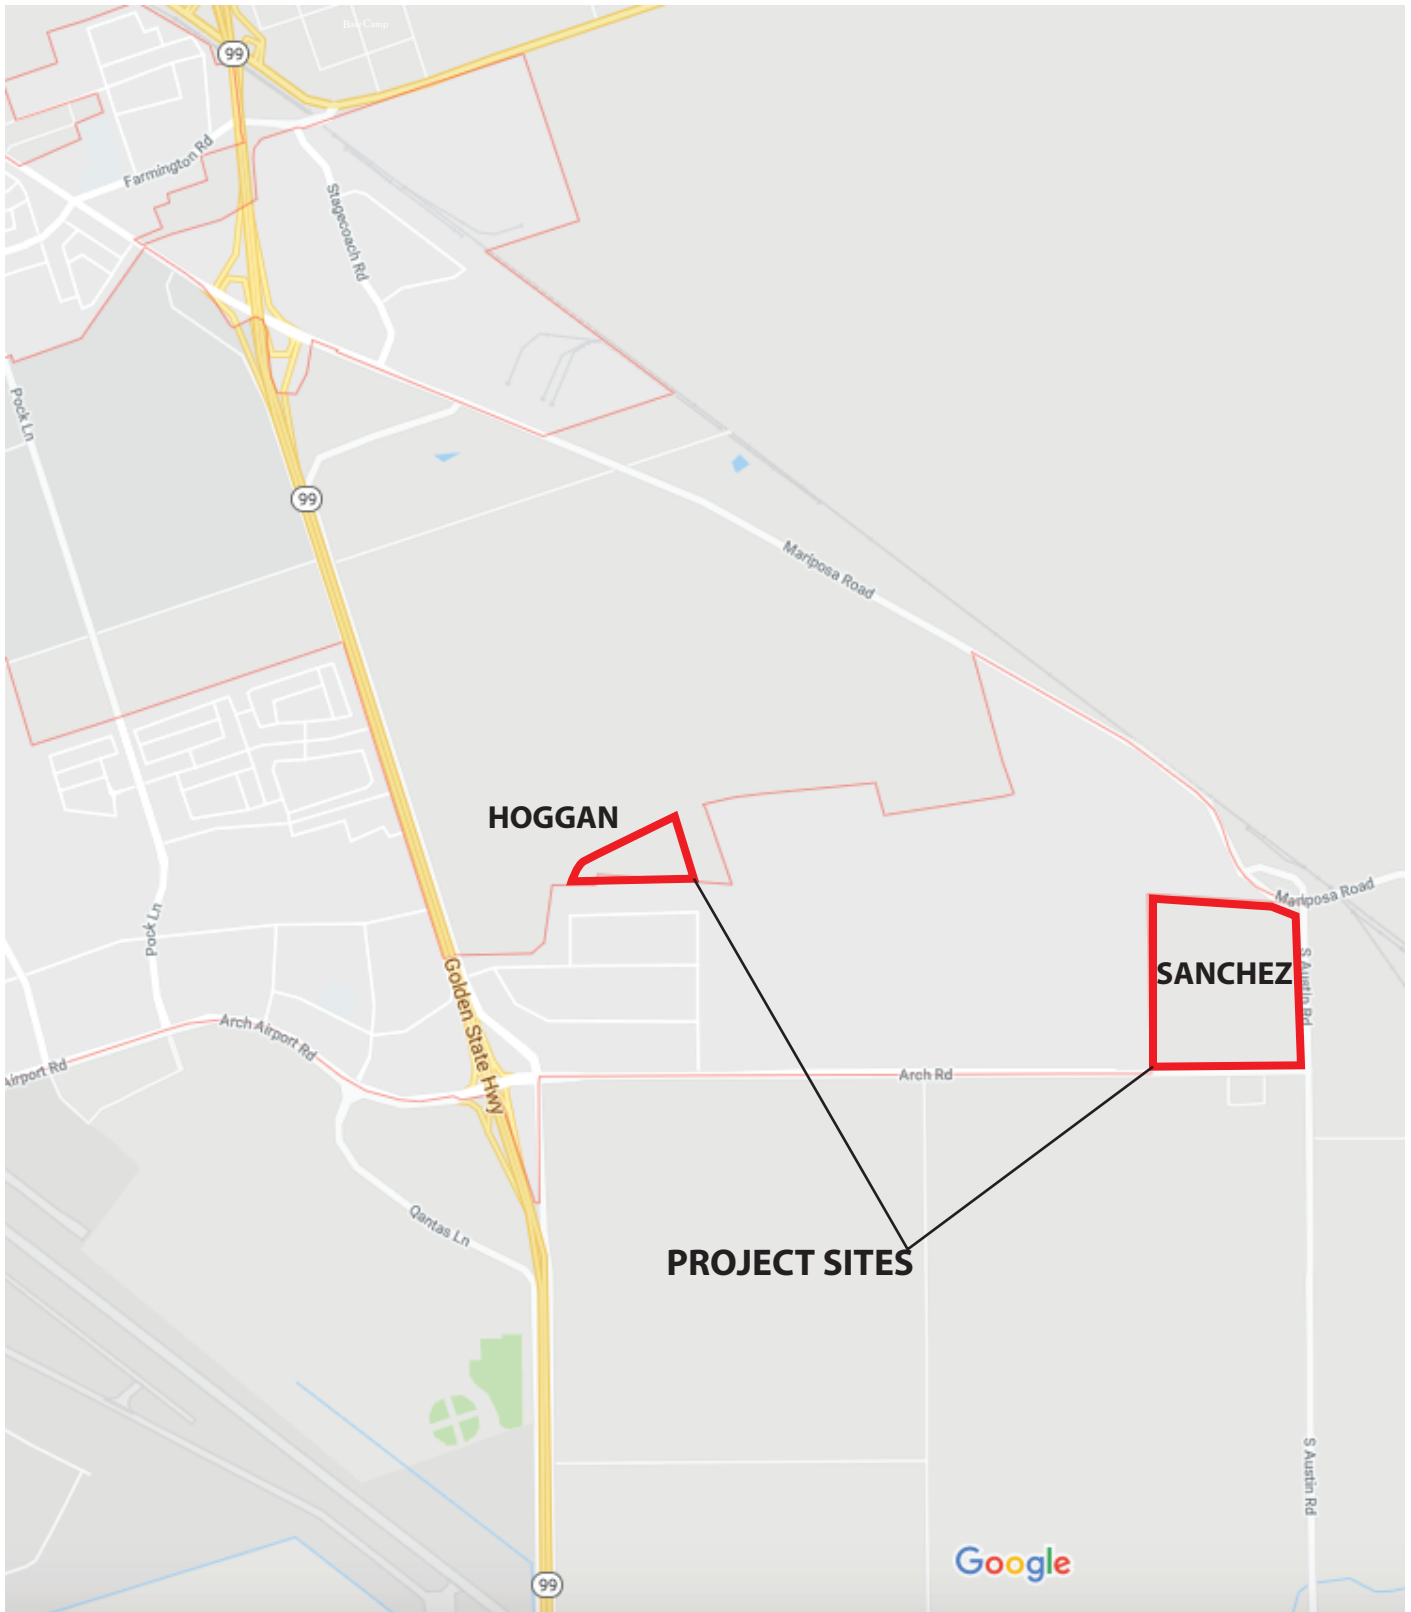 BaseCamp
99
Farmington Rd
Stagecoach Rd
Pock Ln
99
Mariposa Road
HOGGAN
Mariposa Road
Pock Ln
SANCHEZ
S Austin Rd
Golden State Hwy
Arch Airport Rd
Airport Rd
Arch Rd
Qantas Ln
PROJECT SITES
S Austin Rd
Google
99